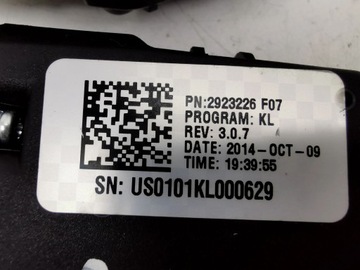 PN:2923226 F07
PROGRAM: KL
REV: 3.0.7
DATE: 2014-OCT-09
TIME: 19:39:55
SN: US0101KL000629